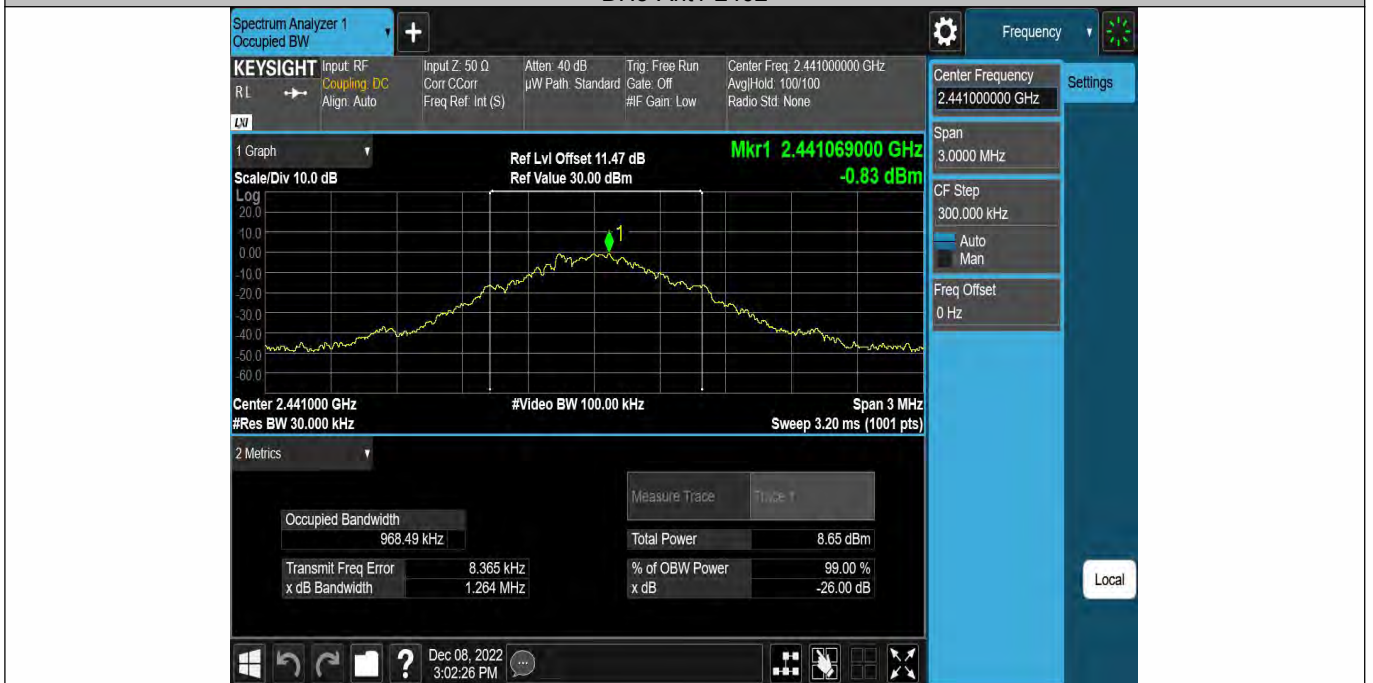 Spectrum Analyzer 1
Occupied BW
Frequency
KEYSIGHT Input: RF
Coupling: DC
Align: Auto
R L
LXI
Input Z: 50 Ω
Corr CCorr
Freq Ref: Int (S)
Atten: 40 dB
µW Path: Standard
Trig: Free Run
Gate: Off
#IF Gain: Low
Center Freq: 2.441000000 GHz
Avg|Hold: 100/100
Radio Std: None
Center Frequency
2.441000000 GHz
Settings
Span
3.0000 MHz
CF Step
300.000 kHz
Auto
Man
Freq Offset
0 Hz
Local
1 Graph
Scale/Div 10.0 dB
Ref Lvl Offset 11.47 dB
Ref Value 30.00 dBm
Mkr1 2.441069000 GHz
-0.83 dBm
Log
20.0
10.0
0.00
-10.0
-20.0
-30.0
-40.0
-50.0
-60.0
1
Center 2.441000 GHz
#Video BW 100.00 kHz
Span 3 MHz
#Res BW 30.000 kHz
Sweep 3.20 ms (1001 pts)
2 Metrics
Measure Trace Trace 1
Occupied Bandwidth
968.49 kHz
Total Power 8.65 dBm
Transmit Freq Error 8.365 kHz
% of OBW Power 99.00 %
x dB Bandwidth 1.264 MHz
x dB -26.00 dB
Dec 08, 2022
3:02:26 PM